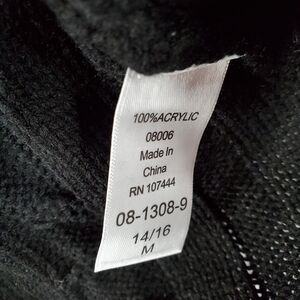 100%ACRYLIC
08006
Made In
China
RN 107444
08-1308-9
14/16
M